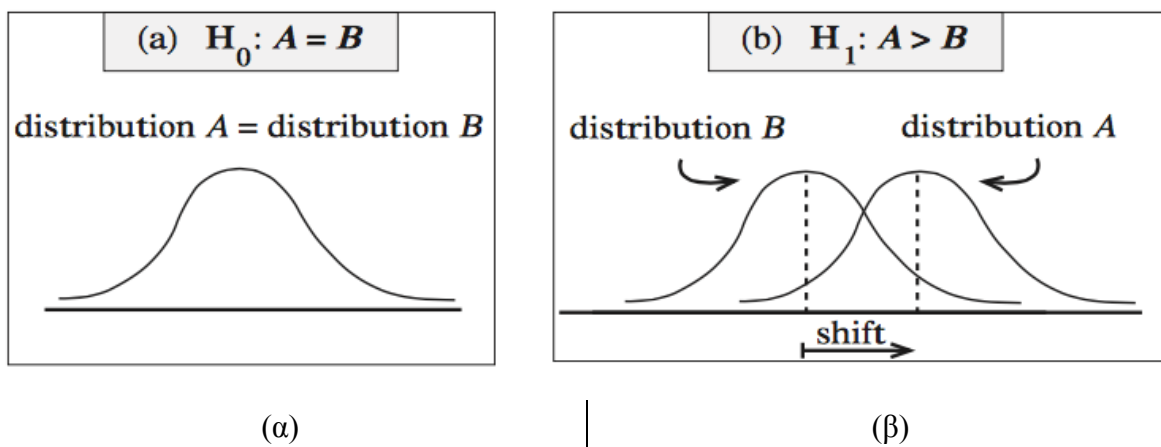 (a) H₀: A = B
distribution A = distribution B
(b) H₁: A > B
distribution B
distribution A
shift
(α)
(β)